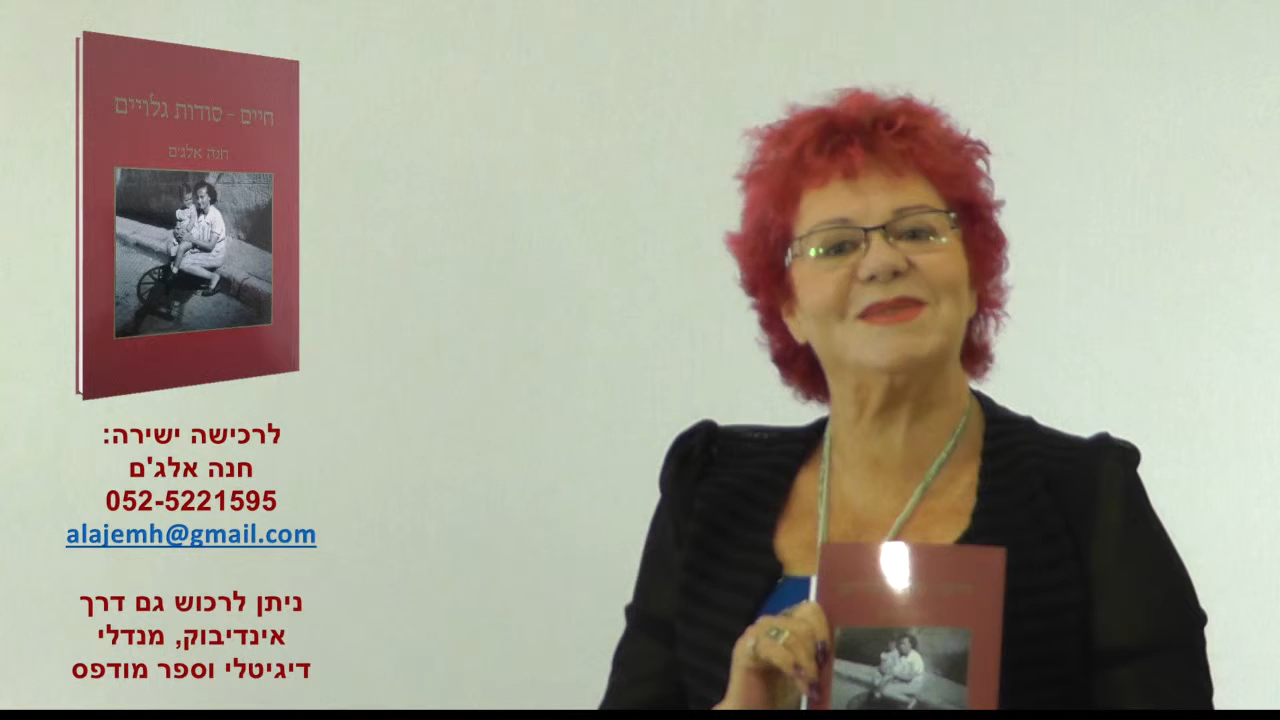 חיים - סודות גלויים
חנה אלג'ם
לרכישה ישירה:
חנה אלג'ם
052-5221595
alajemh@gmail.com
ניתן לרכוש גם דרך
אינדיבוק, מנדלי
דיגיטלי וספר מודפס